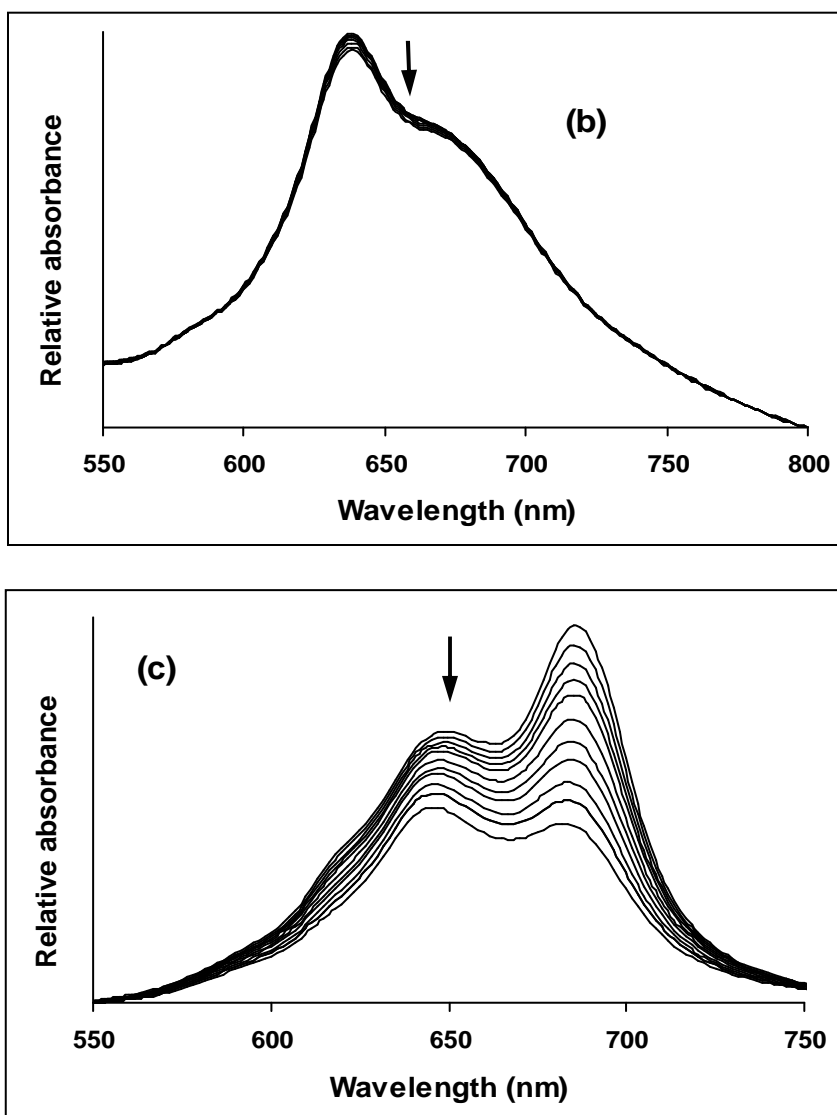 (b)
Relative absorbance
550 600 650 700 750 800
Wavelength (nm)
(c)
Relative absorbance
550 600 650 700 750
Wavelength (nm)